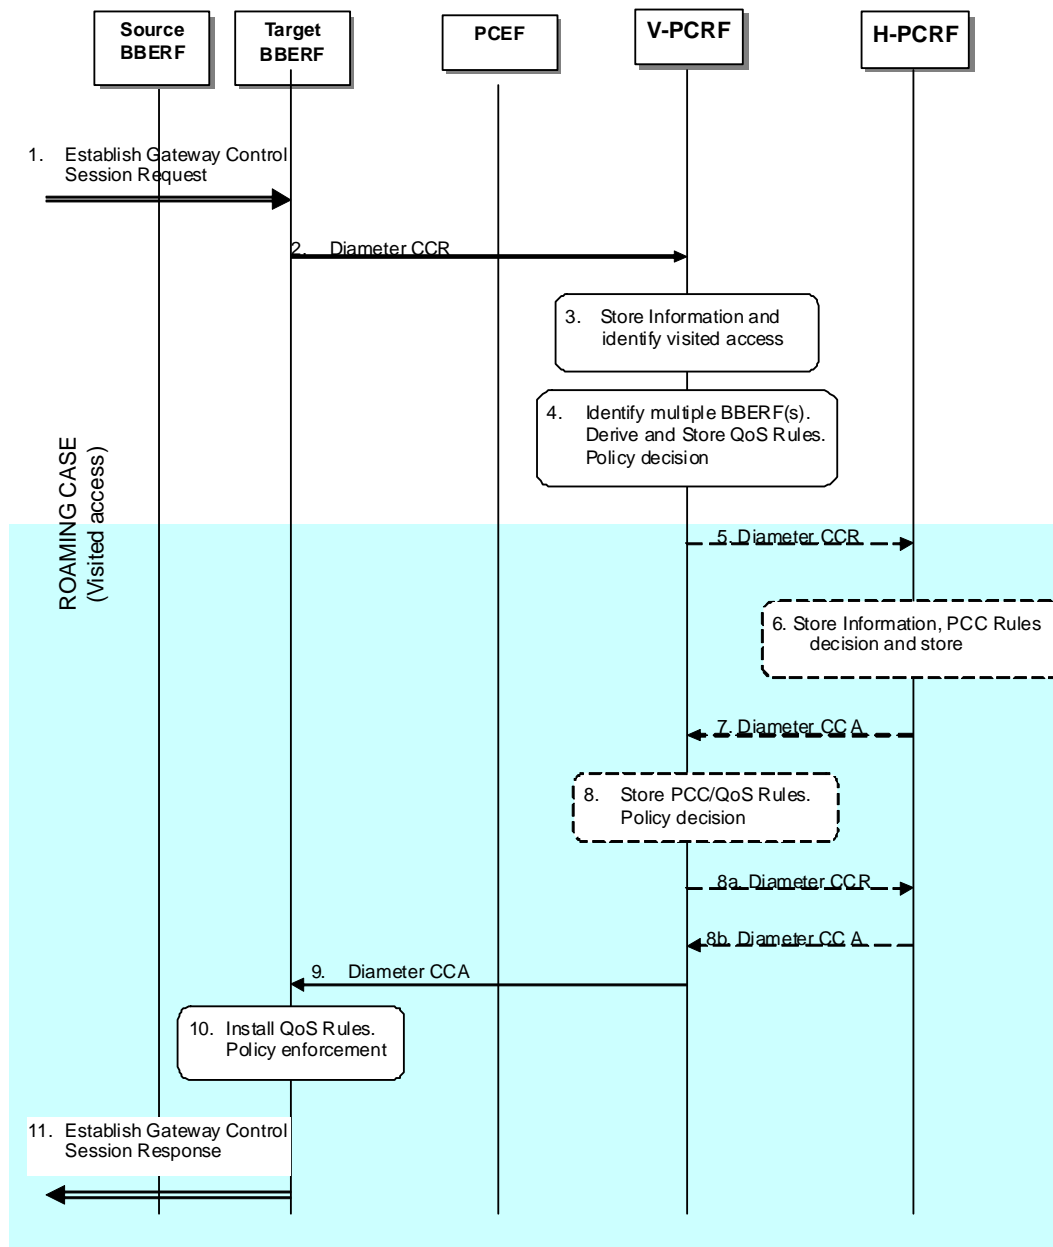 Source
BBERF
Target
BBERF
PCEF
V-PCRF
H-PCRF
1. Establish Gateway Control
Session Request
2. Diameter CCR
3. Store Information and
identify visited access
4. Identify multiple BBERF(s).
Derive and Store QoS Rules.
Policy decision
ROAMING CASE
(Visited access)
5. Diameter CCR
6. Store Information, PCC Rules
decision and store
7. Diameter CCA
8. Store PCC/QoS Rules.
Policy decision
8a. Diameter CCR
8b. Diameter CCA
9. Diameter CCA
10. Install QoS Rules.
Policy enforcement
11. Establish Gateway Control
Session Response